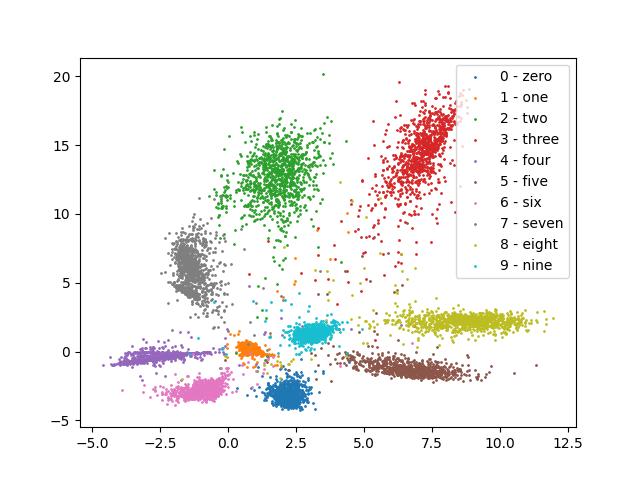 20
15
10
5
0
−5
−5.0 −2.5 0.0 2.5 5.0 7.5 10.0 12.5
0 - zero
1 - one
2 - two
3 - three
4 - four
5 - five
6 - six
7 - seven
8 - eight
9 - nine